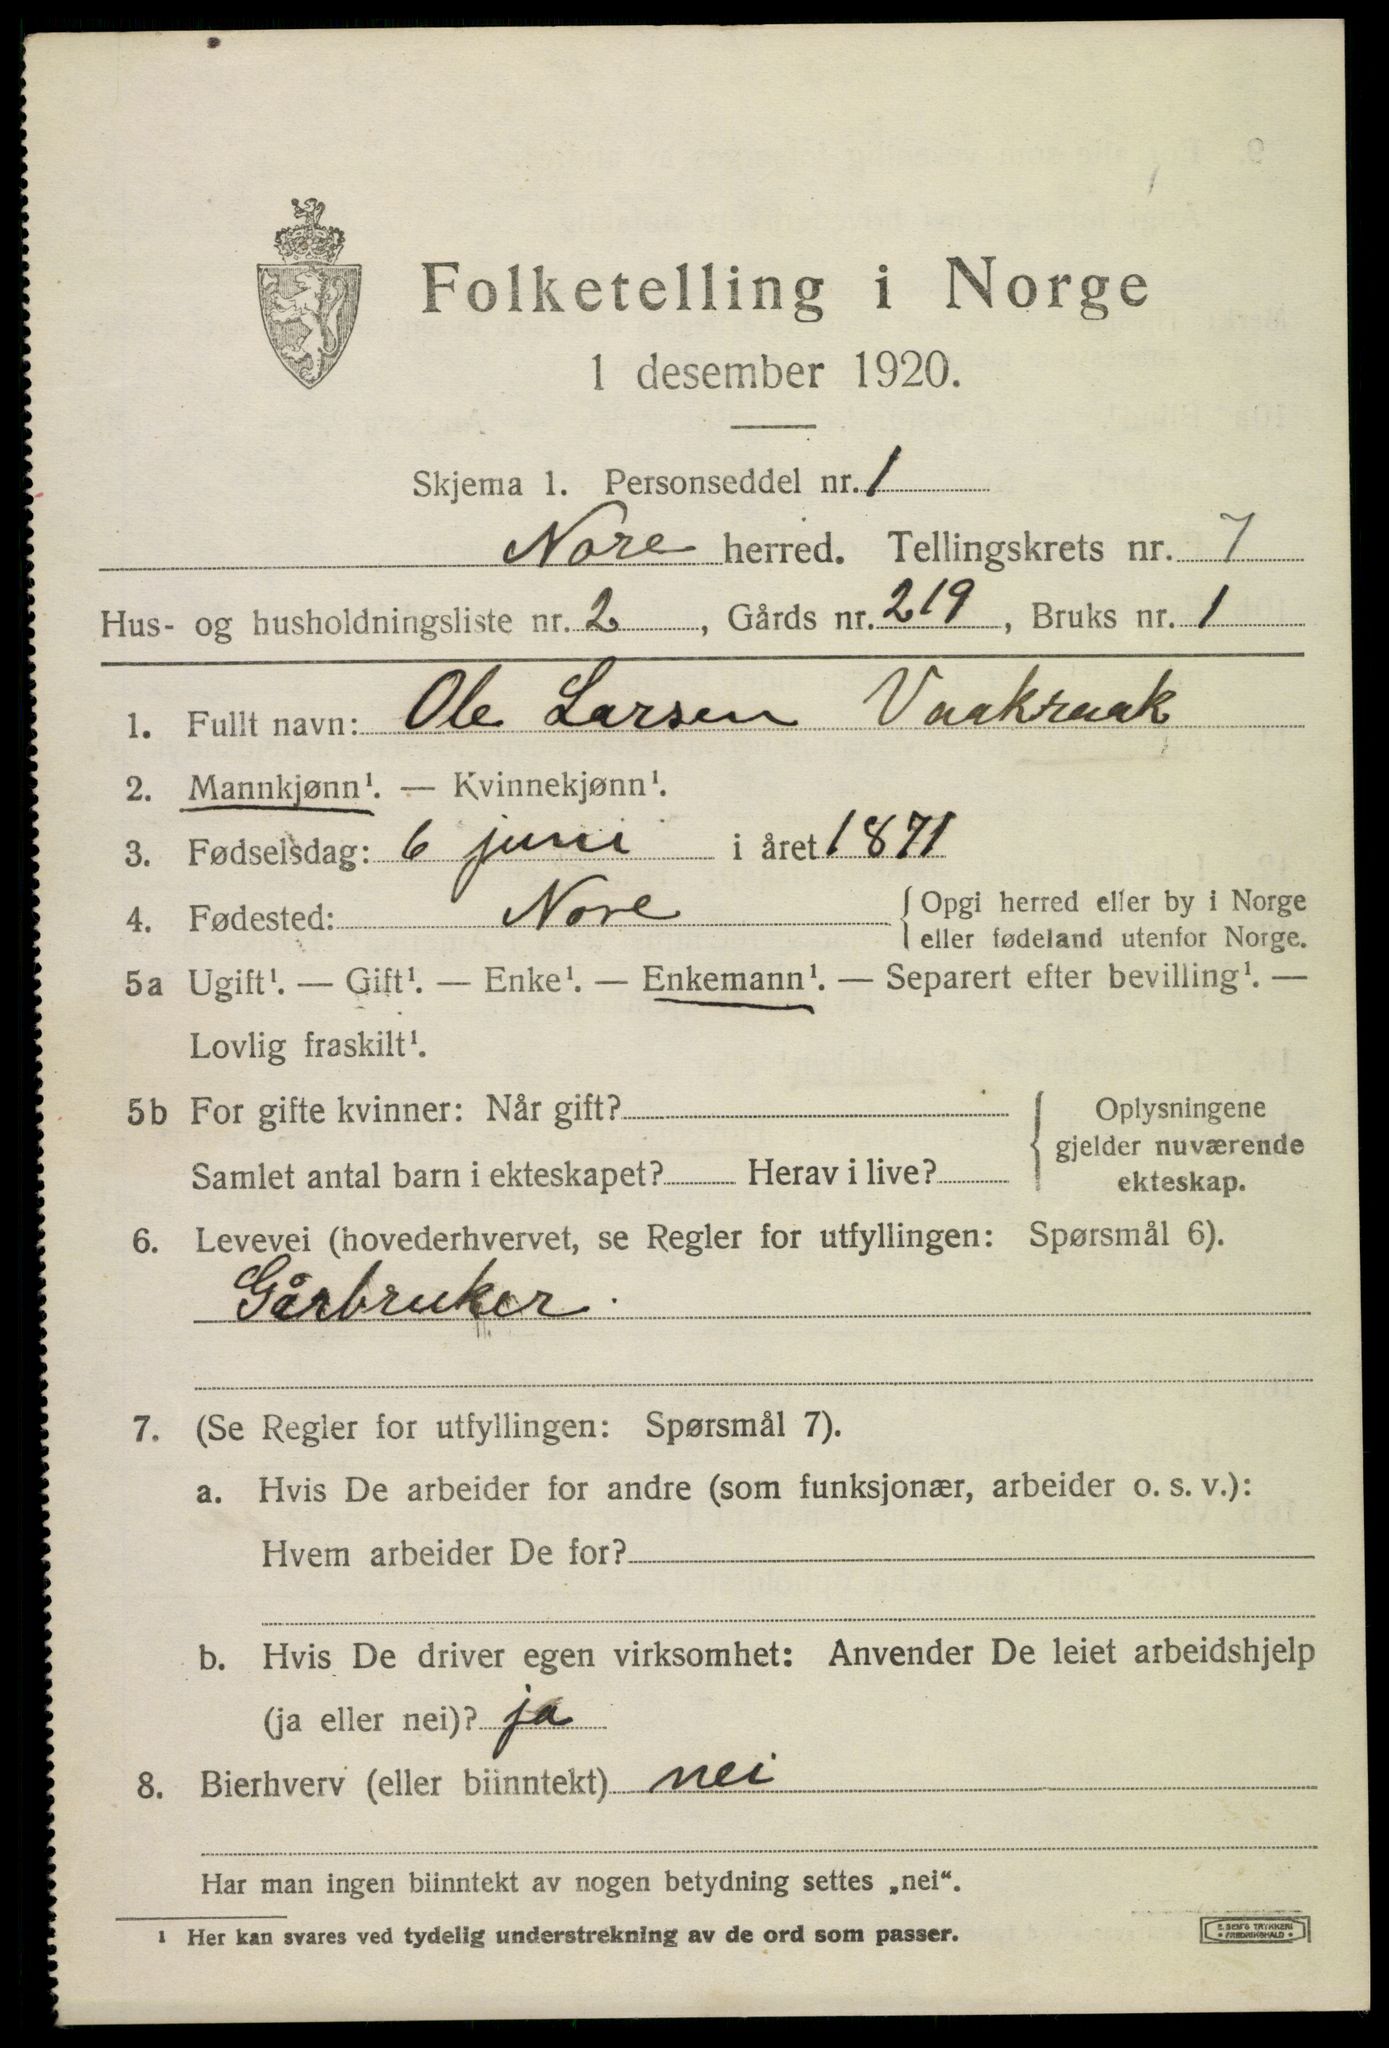 Folketelling i Norge
1 desember 1920.
Skjema 1. Personseddel nr. 1
Nore herred. Tellingskrets nr. 7
Hus- og husholdningsliste nr. 2, Gårds nr. 219, Bruks nr. 1
1. Fullt navn: Ole Larsen Vaakraak
2. Mannkjønn¹. — Kvinnekjønn¹.
3. Fødselsdag: 6 juni i året 1871
4. Fødested: Nore { Opgi herred eller by i Norge
eller fødeland utenfor Norge.
5a Ugift¹. — Gift¹. — Enke¹. — Enkemann¹. — Separert efter bevilling¹. —
Lovlig fraskilt¹.
5b For gifte kvinner: Når gift? { Oplysningene
gjelder nuværende
Samlet antal barn i ekteskapet? Herav i live? ekteskap.
6. Levevei (hovederhvervet, se Regler for utfyllingen: Spørsmål 6).
Gårbruker.
7. (Se Regler for utfyllingen: Spørsmål 7).
a. Hvis De arbeider for andre (som funksjonær, arbeider o. s. v.):
Hvem arbeider De for?
b. Hvis De driver egen virksomhet: Anvender De leiet arbeidshjelp
(ja eller nei)? ja
8. Bierhverv (eller biinntekt) nei
Har man ingen biinntekt av nogen betydning settes „nei“.
¹ Her kan svares ved tydelig understrekning av de ord som passer.
E. SEM'S TRYKKERI
FREDRIKSHALD